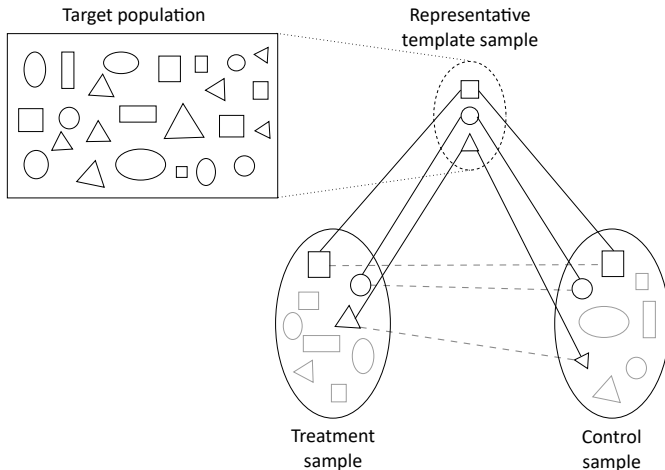 Target population
Representative
template sample
Treatment
sample
Control
sample